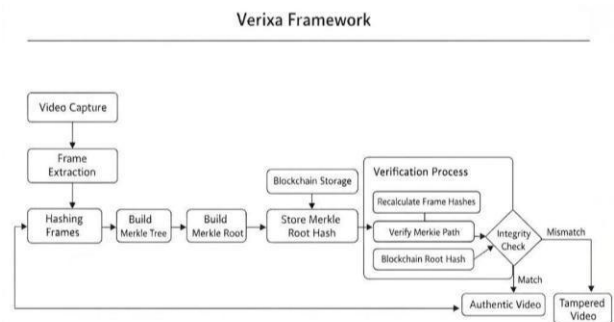 Verixa Framework
Video Capture
Frame
Extraction
Hashing
Frames
Build
Merkle Tree
Build
Merkle Root
Blockchain Storage
Store Merkle
Root Hash
Verification Process
Recalculate Frame Hashes
Verify Merkle Path
Blockchain Root Hash
Integrity
Check
Mismatch
Match
Authentic Video
Tampered
Video